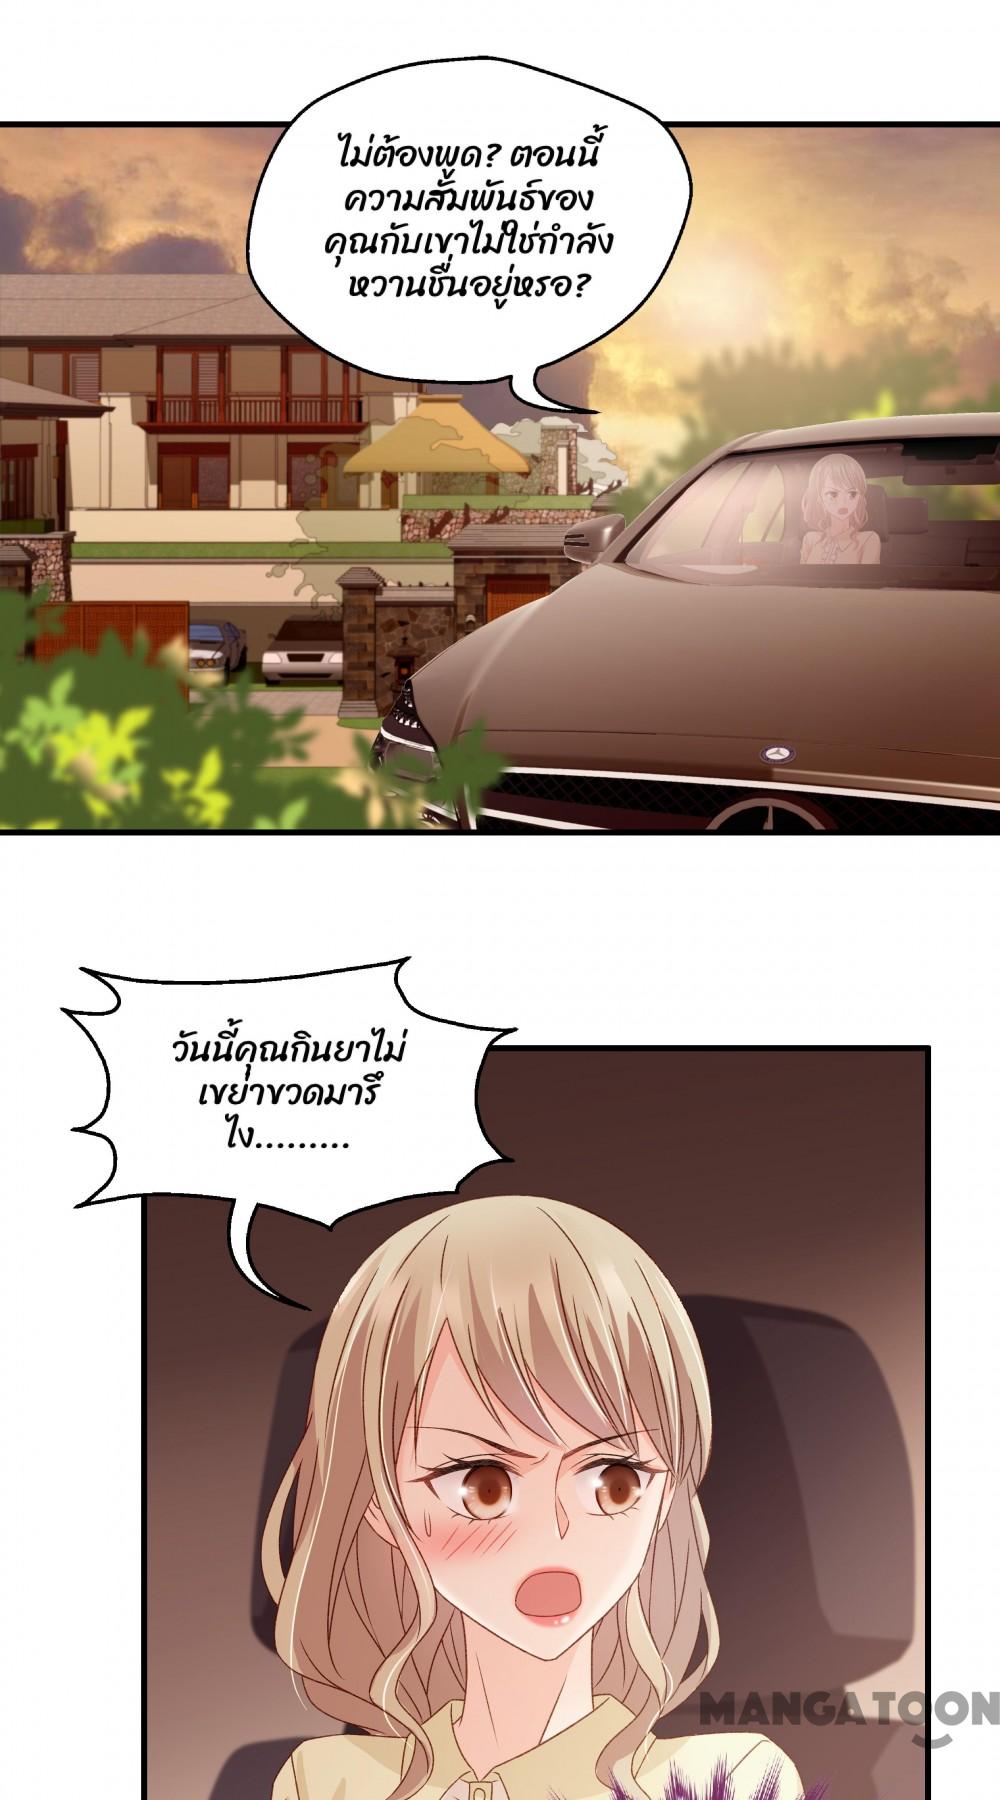 ไม่ต้องพูด? ตอนนี้
ความสัมพันธ์ของ
คุณกับเขาไม่ใช่กำลัง
หวานชื่นอยู่หรอ?
วันนี้คุณกินยาไม่
เขย่าขวดมารึ
ไง.........
MANGATOON